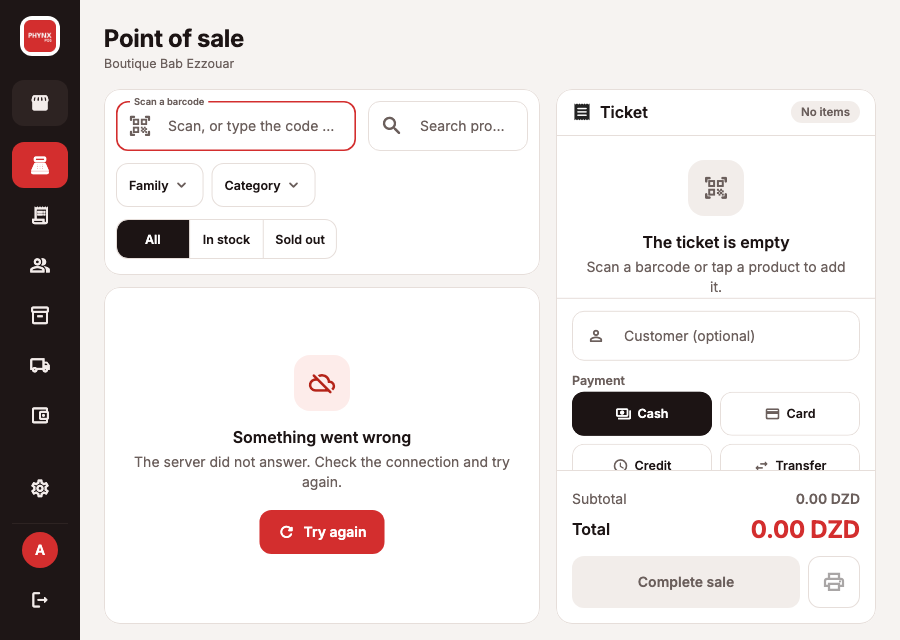 PHYNX
POS
Point of sale
Boutique Bab Ezzouar
Scan a barcode
Scan, or type the code ...
Search pro...
Family
Category
All
In stock
Sold out
Something went wrong
The server did not answer. Check the connection and try
again.
Try again
Ticket
No items
The ticket is empty
Scan a barcode or tap a product to add
it.
Customer (optional)
Payment
Cash
Card
Credit
Transfer
Subtotal
0.00 DZD
Total
0.00 DZD
Complete sale
A